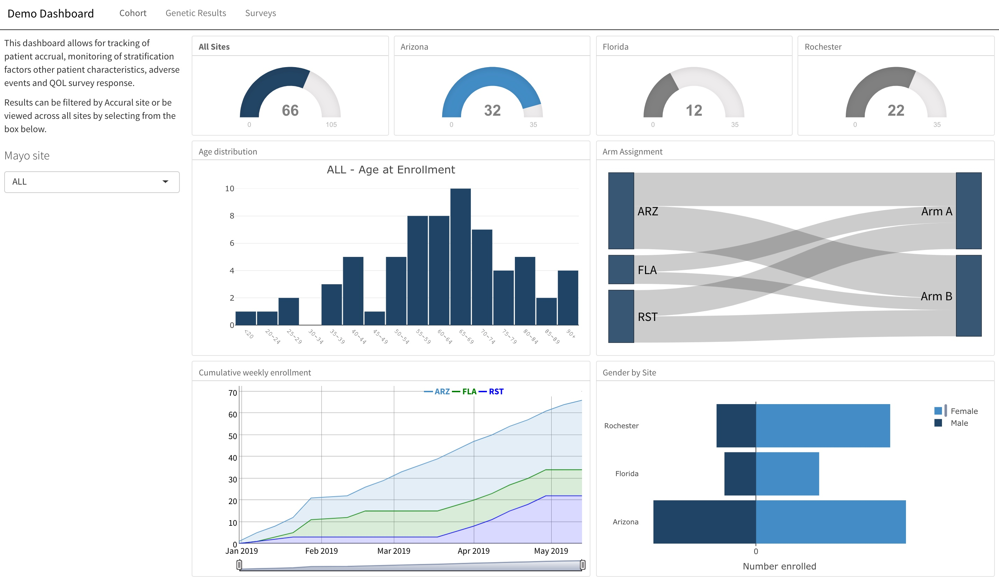 Demo Dashboard Cohort Genetic Results Surveys
This dashboard allows for tracking of
patient accrual, monitoring of stratification
factors other patient characteristics, adverse
events and QOL survey response.
Results can be filtered by Accural site or be
viewed across all sites by selecting from the
box below.
Mayo site
ALL
All Sites
66
0 105
Arizona
32
0 35
Florida
12
0 35
Rochester
22
0 35
Age distribution
ALL - Age at Enrollment
10
8
6
4
2
0
<20 20-24 25-29 30-34 35-39 40-44 45-49 50-54 55-59 60-64 65-69 70-74 75-79 80-84 85-89 90+
Arm Assignment
ARZ
FLA
RST
Arm A
Arm B
Cumulative weekly enrollment
ARZ FLA RST
70
60
50
40
30
20
10
0
Jan 2019 Feb 2019 Mar 2019 Apr 2019 May 2019
Gender by Site
Female
Male
Rochester
Florida
Arizona
0
Number enrolled